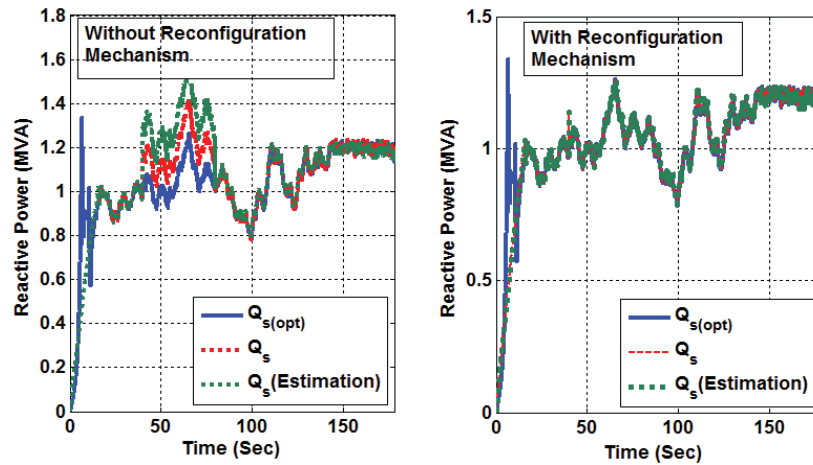 Without Reconfiguration
Mechanism
Reactive Power (MVA)
1.8
1.6
1.4
1.2
1
0.8
0.6
0.4
0.2
0
0
50
100
150
Time (Sec)
Qs(opt)
Qs
Qs(Estimation)
With Reconfiguration
Mechanism
Reactive Power (MVA)
1.5
1
0.5
0
0
50
100
150
Time (Sec)
Qs(opt)
Qs
Qs(Estimation)